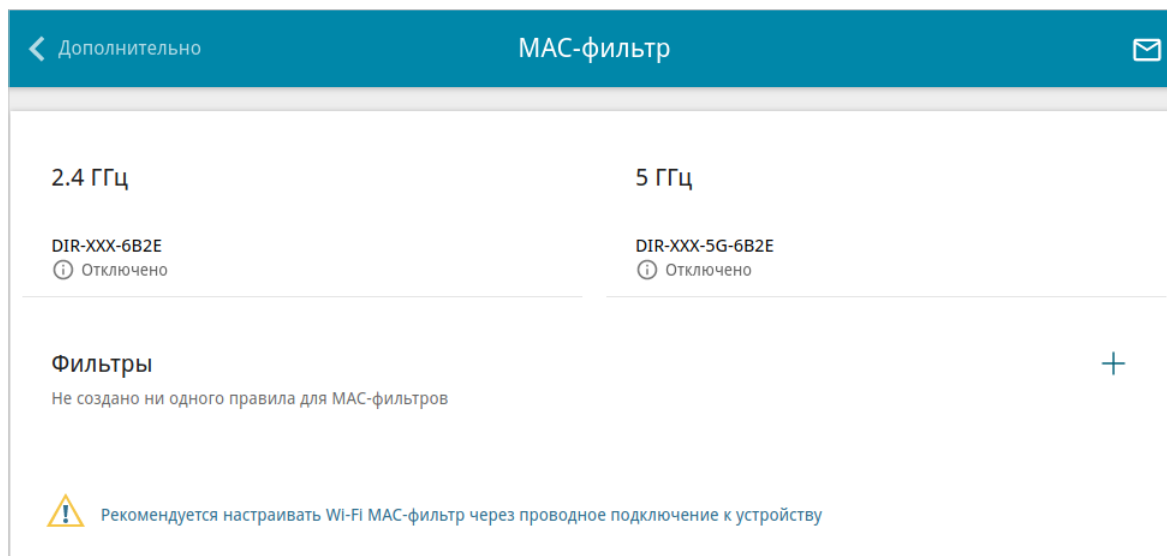 Дополнительно
MAC-фильтр
2.4 ГГц
5 ГГц
DIR-XXX-6B2E
DIR-XXX-5G-6B2E
Отключено
Отключено
Фильтры
Не создано ни одного правила для MAC-фильтров
Рекомендуется настраивать Wi-Fi MAC-фильтр через проводное подключение к устройству